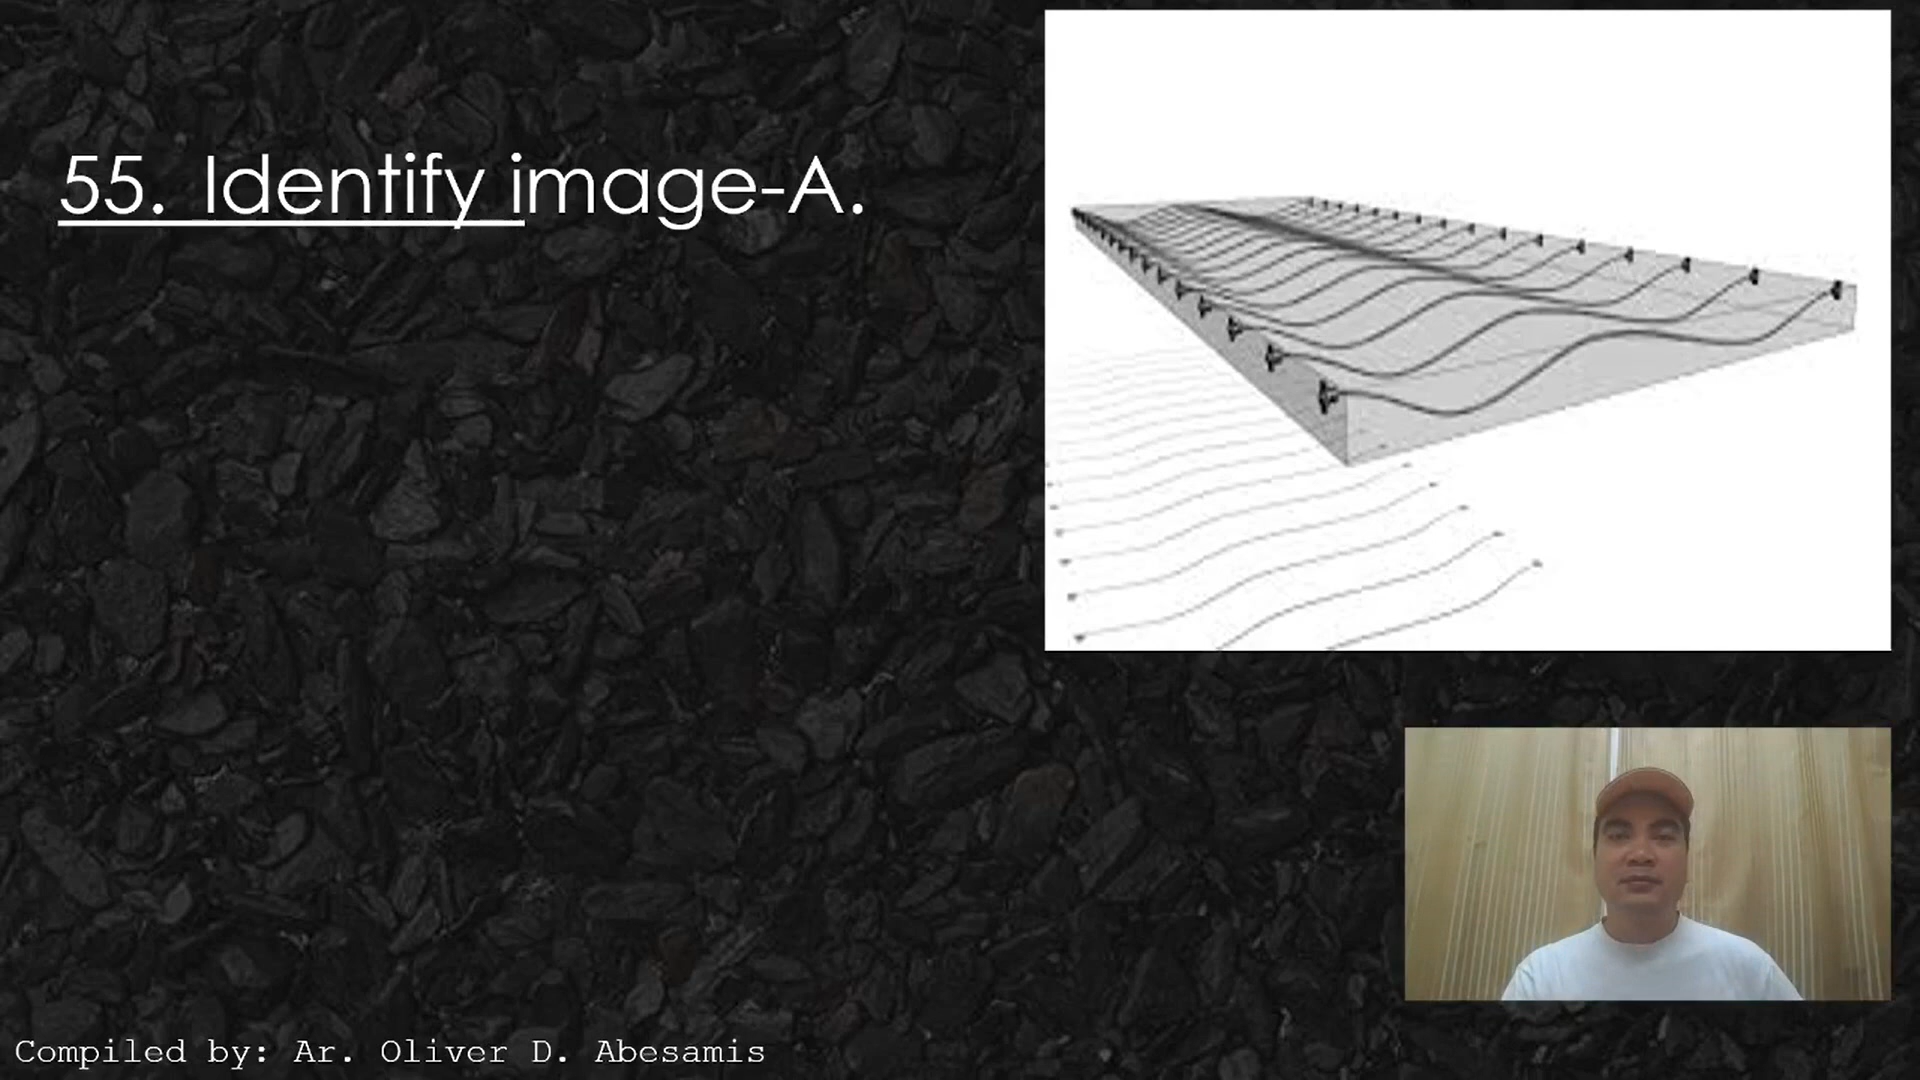 55. Identify image-A.
Compiled by: Ar. Oliver D. Abesamis